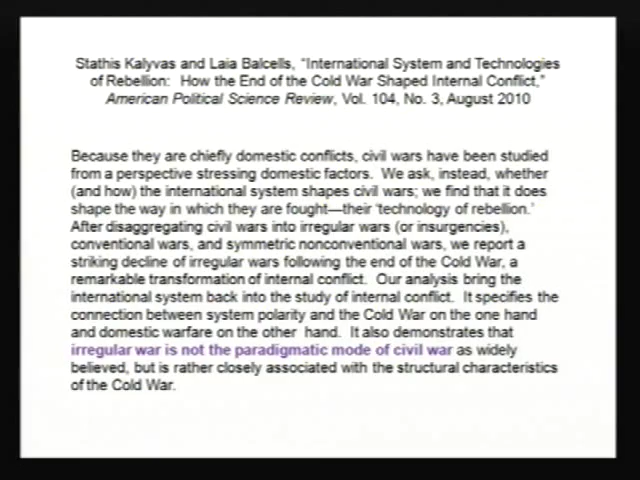 Stathis Kalyvas and Laia Balcells, “International System and Technologies
of Rebellion:  How the End of the Cold War Shaped Internal Conflict,”
American Political Science Review, Vol. 104, No. 3, August 2010
Because they are chiefly domestic conflicts, civil wars have been studied
from a perspective stressing domestic factors.  We ask, instead, whether
(and how) the international system shapes civil wars; we find that it does
shape the way in which they are fought—their ‘technology of rebellion.’
After disaggregating civil wars into irregular wars (or insurgencies),
conventional wars, and symmetric nonconventional wars, we report a
striking decline of irregular wars following the end of the Cold War, a
remarkable transformation of internal conflict.  Our analysis bring the
international system back into the study of internal conflict.  It specifies the
connection between system polarity and the Cold War on the one hand
and domestic warfare on the other  hand.  It also demonstrates that
irregular war is not the paradigmatic mode of civil war as widely
believed, but is rather closely associated with the structural characteristics
of the Cold War.